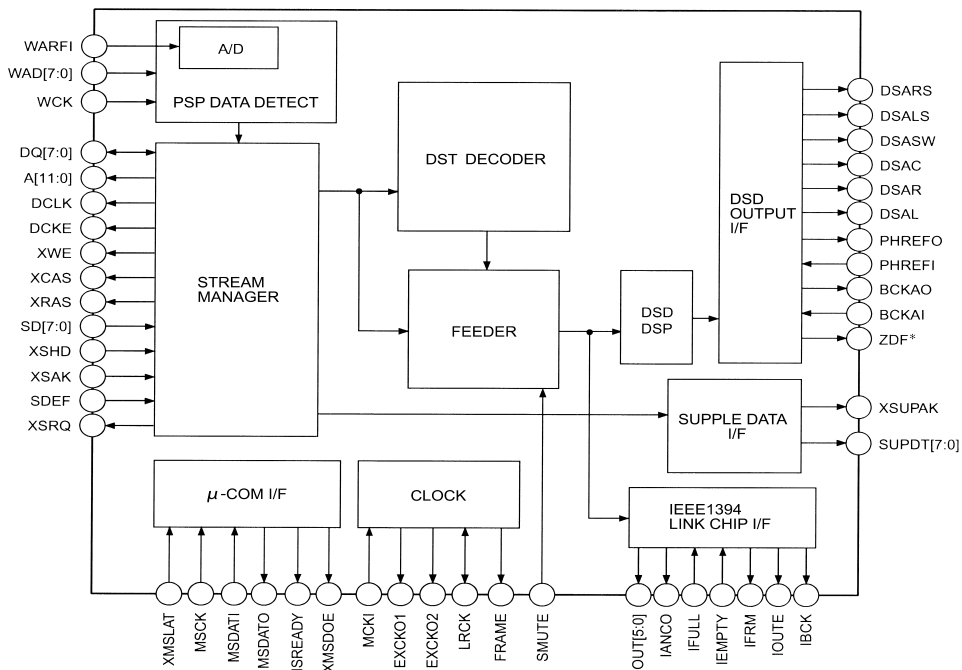 WARFI
WAD[7:0]
WCK
A/D
PSP DATA DETECT
DQ[7:0]
A[11:0]
DCLK
DCKE
XWE
XCAS
XRAS
SD[7:0]
XSHD
XSAK
SDEF
XSRQ
STREAM
MANAGER
DST DECODER
FEEDER
DSD
DSP
DSD
OUTPUT
I/F
DSARS
DSALS
DSASW
DSAC
DSAR
DSAL
PHREFO
PHREFI
BCKAO
BCKAI
ZDF*
SUPPLE DATA
I/F
XSUPAK
SUPDT[7:0]
μ-COM I/F
CLOCK
IEEE1394
LINK CHIP I/F
XMSLAT
MSCK
MSDATI
MSDATO
ISREADY
XMSDOE
MCKI
EXCKO1
EXCKO2
LRCK
FRAME
SMUTE
OUT[5:0]
IANCO
IFULL
IEMPTY
IFRM
IOUTE
IBCK